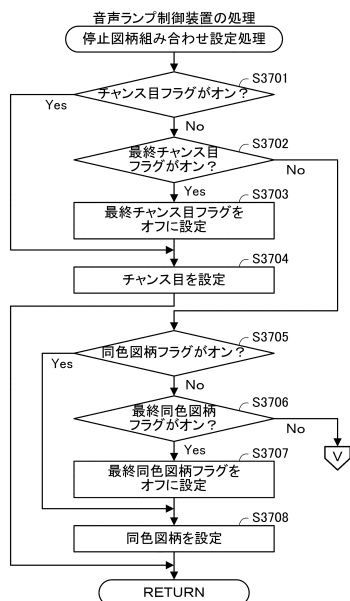 音声ランプ制御装置の処理
停止図柄組み合わせ設定処理
S3701
チャンス目フラグがオン？
Yes
No
S3702
最終チャンス目
フラグがオン？
No
Yes
S3703
最終チャンス目フラグを
オフに設定
S3704
チャンス目を設定
S3705
同色図柄フラグがオン？
Yes
No
S3706
最終同色図柄
フラグがオン？
No
Yes
V
S3707
最終同色図柄フラグを
オフに設定
S3708
同色図柄を設定
RETURN